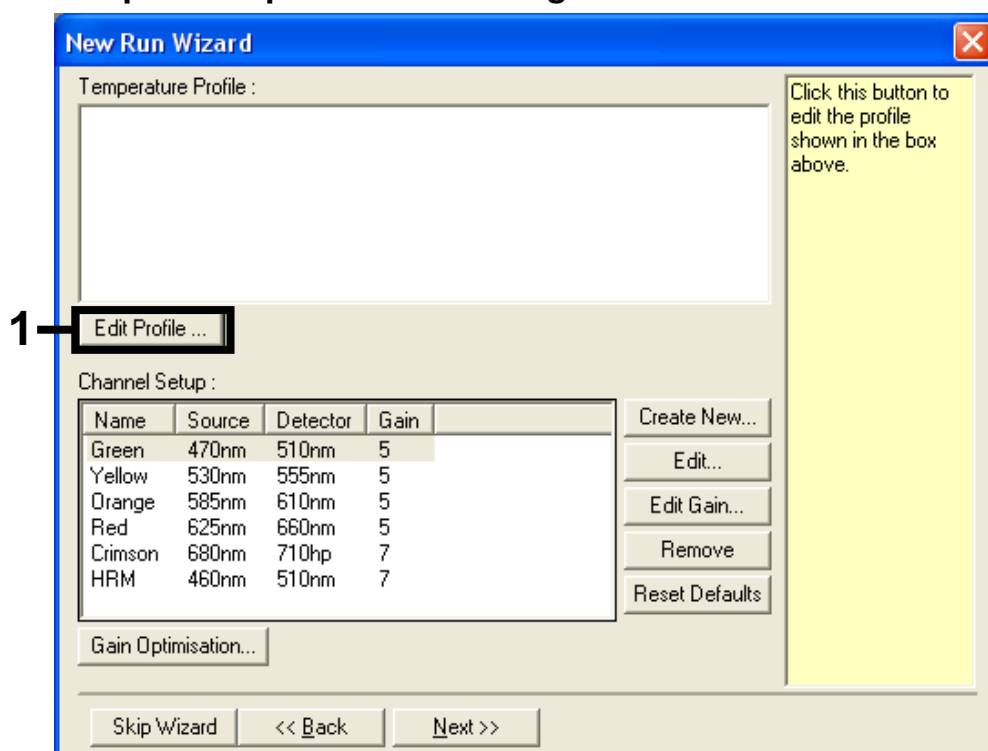 New Run Wizard
Temperature Profile :
Click this button to
edit the profile
shown in the box
above.
1
Edit Profile ...
Channel Setup :
Name Source Detector Gain
Green 470nm 510nm 5
Yellow 530nm 555nm 5
Orange 585nm 610nm 5
Red 625nm 660nm 5
Crimson 680nm 710hp 7
HRM 460nm 510nm 7
Create New...
Edit...
Edit Gain...
Remove
Reset Defaults
Gain Optimisation...
Skip Wizard
<< Back
Next >>